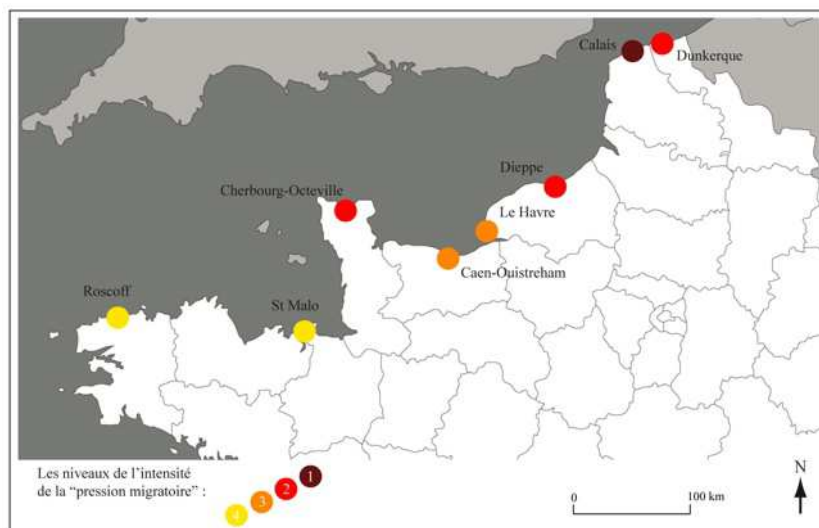 Calais
Dunkerque
Dieppe
Cherbourg-Octeville
Le Havre
Caen-Ouistreham
Roscoff
St Malo
Les niveaux de l’intensité
de la “pression migratoire” :
1
2
3
4
N
0 100 km